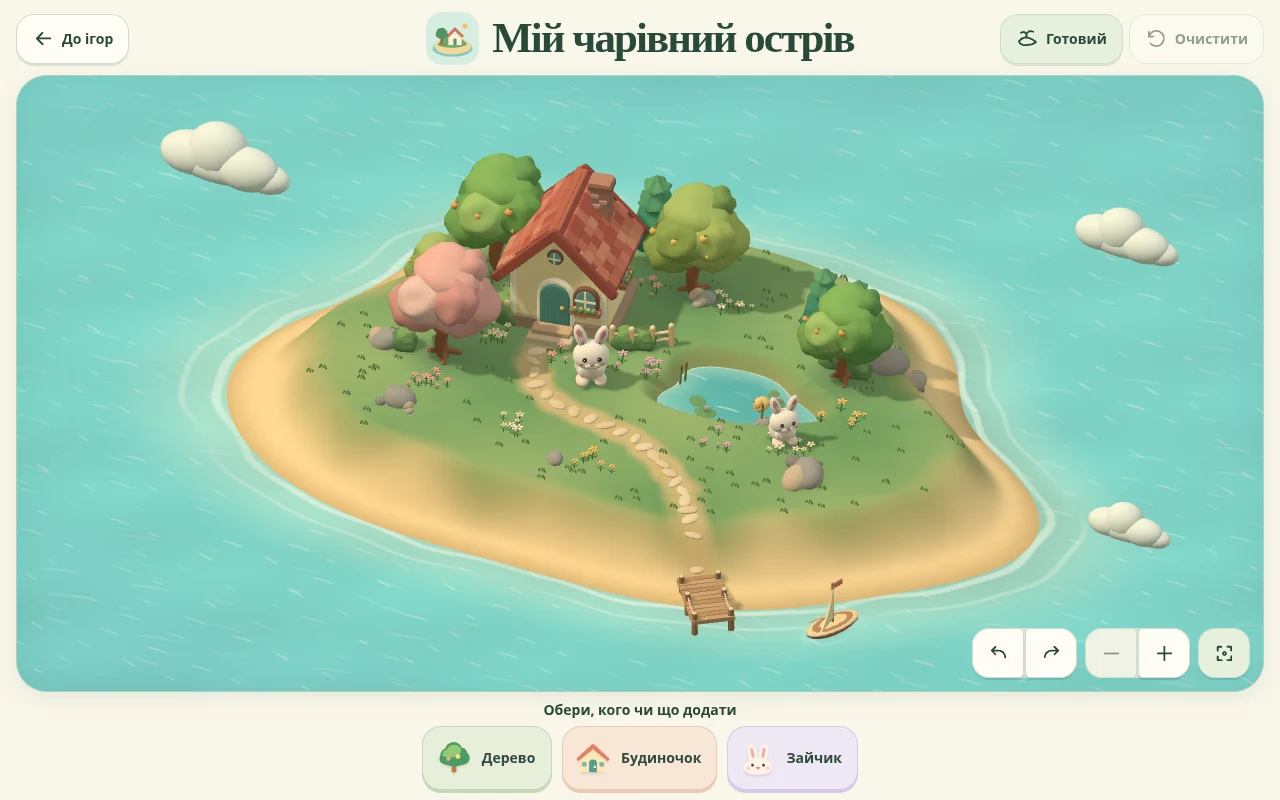 До ігор
Мій чарівний острів
Готовий
Очистити
Обери, кого чи що додати
Дерево
Будиночок
Зайчик